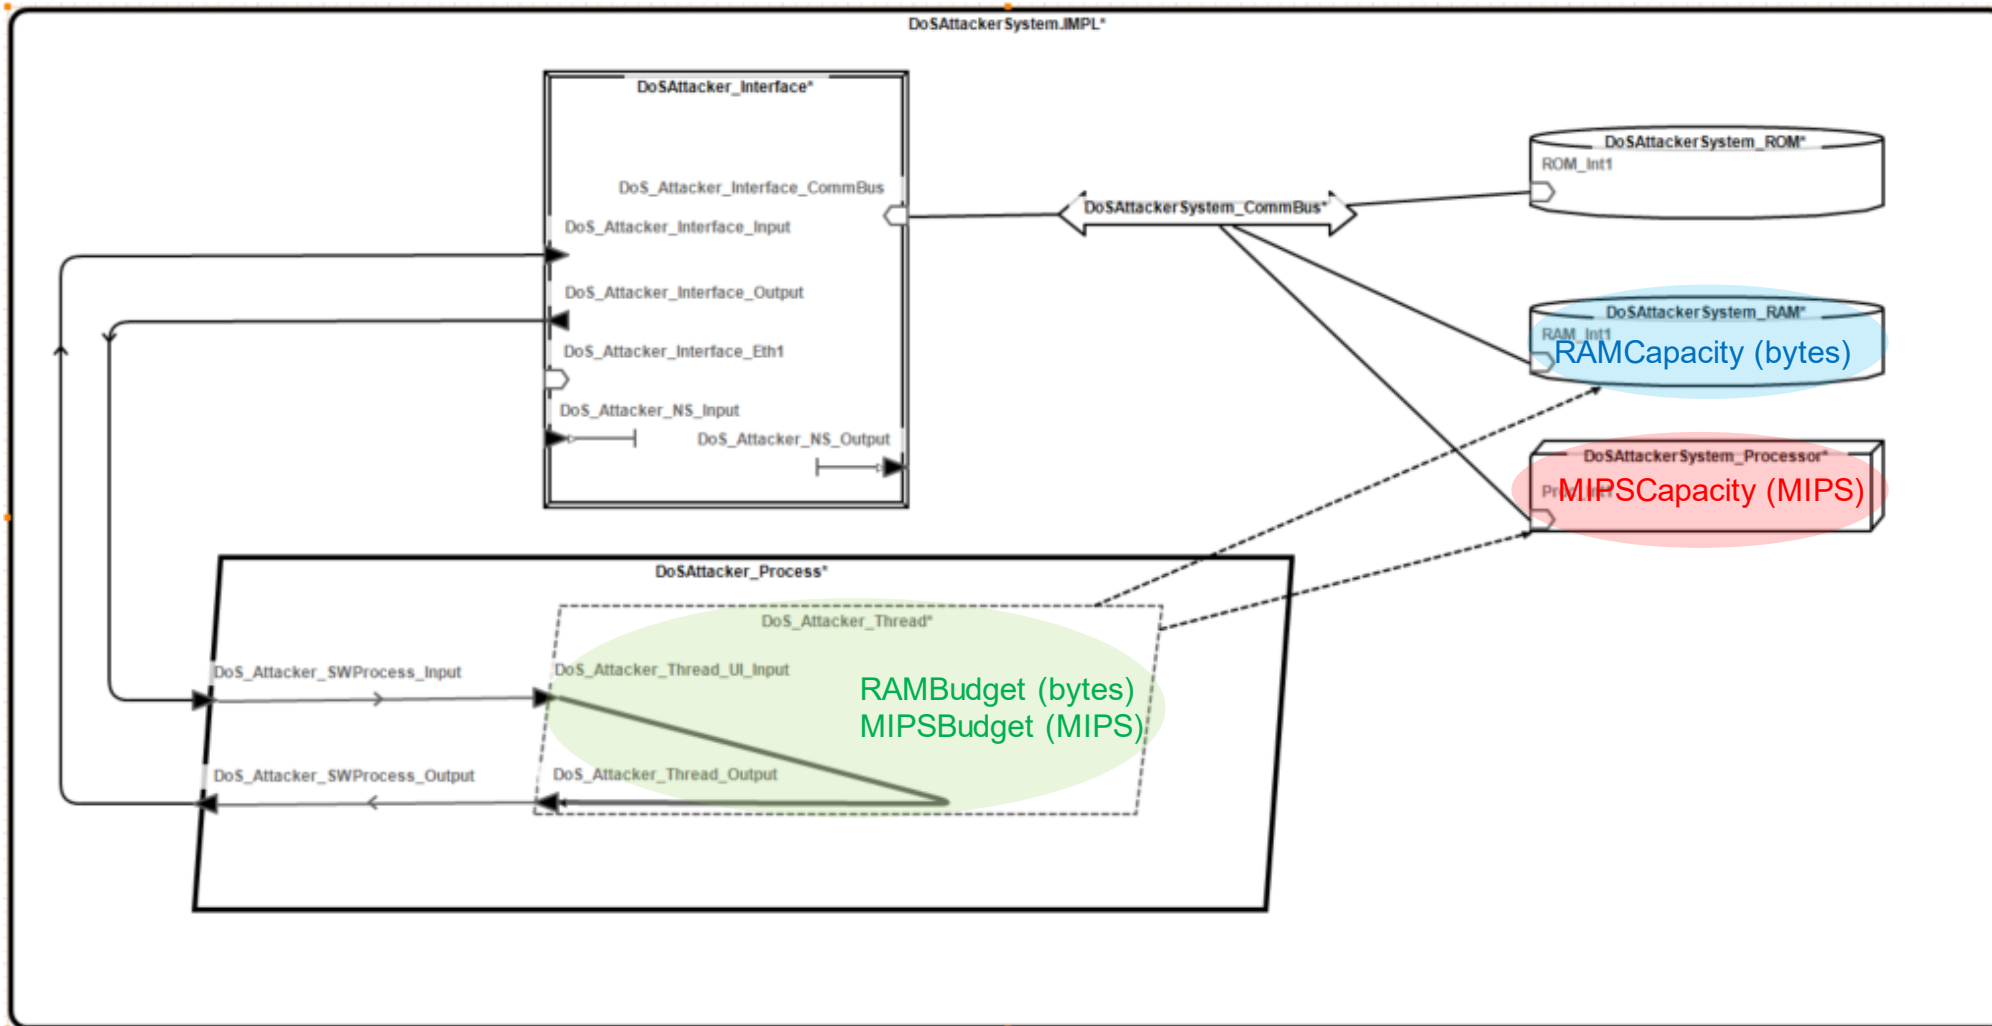 DoSAttackerSystem.IMPL*
DoSAttacker_Interface*
DoS_Attacker_Interface_CommBus
DoS_Attacker_Interface_Input
DoS_Attacker_Interface_Output
DoS_Attacker_Interface_Eth1
DoS_Attacker_NS_Input
DoS_Attacker_NS_Output
DoSAttackerSystem_CommBus*
DoSAttackerSystem_ROM*
ROM_Int1
DoSAttackerSystem_RAM*
RAM_Int1
RAMCapacity (bytes)
DoSAttackerSystem_Processor*
MIPSCapacity (MIPS)
DoSAttacker_Process*
DoS_Attacker_Thread*
DoS_Attacker_SWProcess_Input
DoS_Attacker_Thread_UI_Input
RAMBudget (bytes)
MIPSBudget (MIPS)
DoS_Attacker_SWProcess_Output
DoS_Attacker_Thread_Output